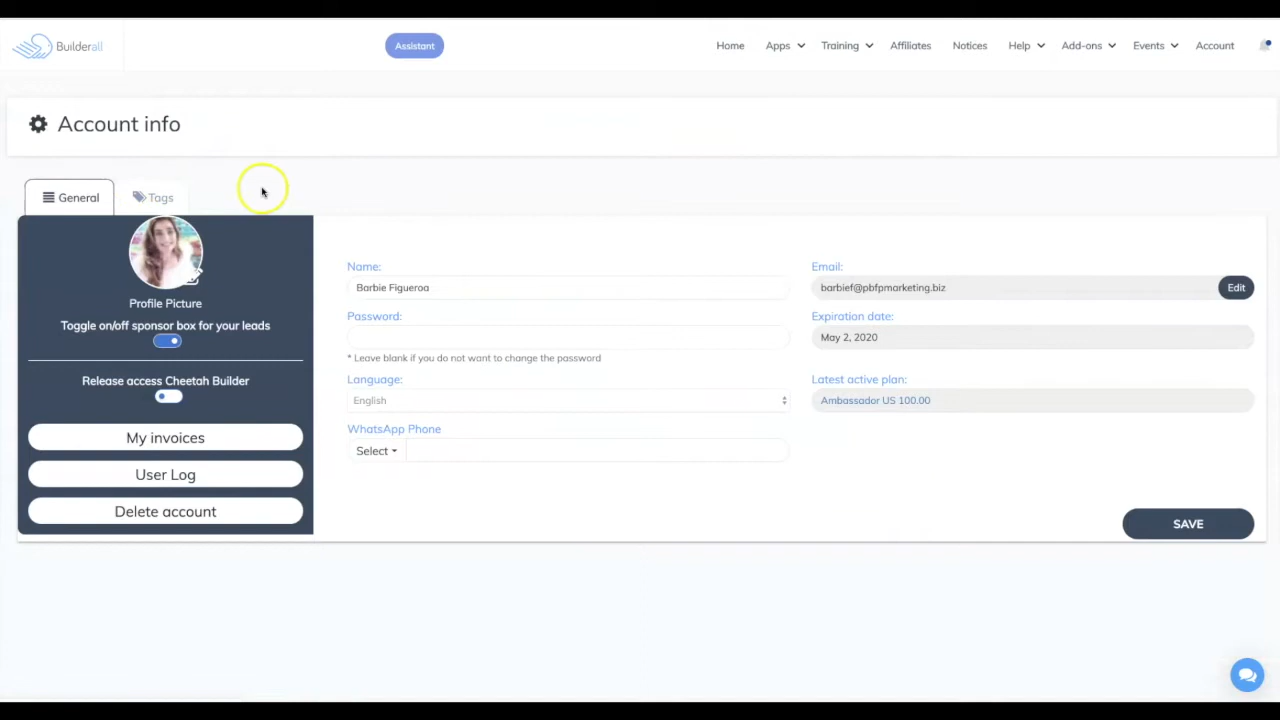 Builderall
Assistant
Home Apps Training Affiliates Notices Help Add-ons Events Account
Account info
General Tags
Profile Picture
Toggle on/off sponsor box for your leads
Release access Cheetah Builder
My invoices
User Log
Delete account
Name:
Barbie Figueroa
Password:
* Leave blank if you do not want to change the password
Language:
English
WhatsApp Phone
Select
Email:
barbief@pbfpmarketing.biz
Edit
Expiration date:
May 2, 2020
Latest active plan:
Ambassador US 100.00
SAVE